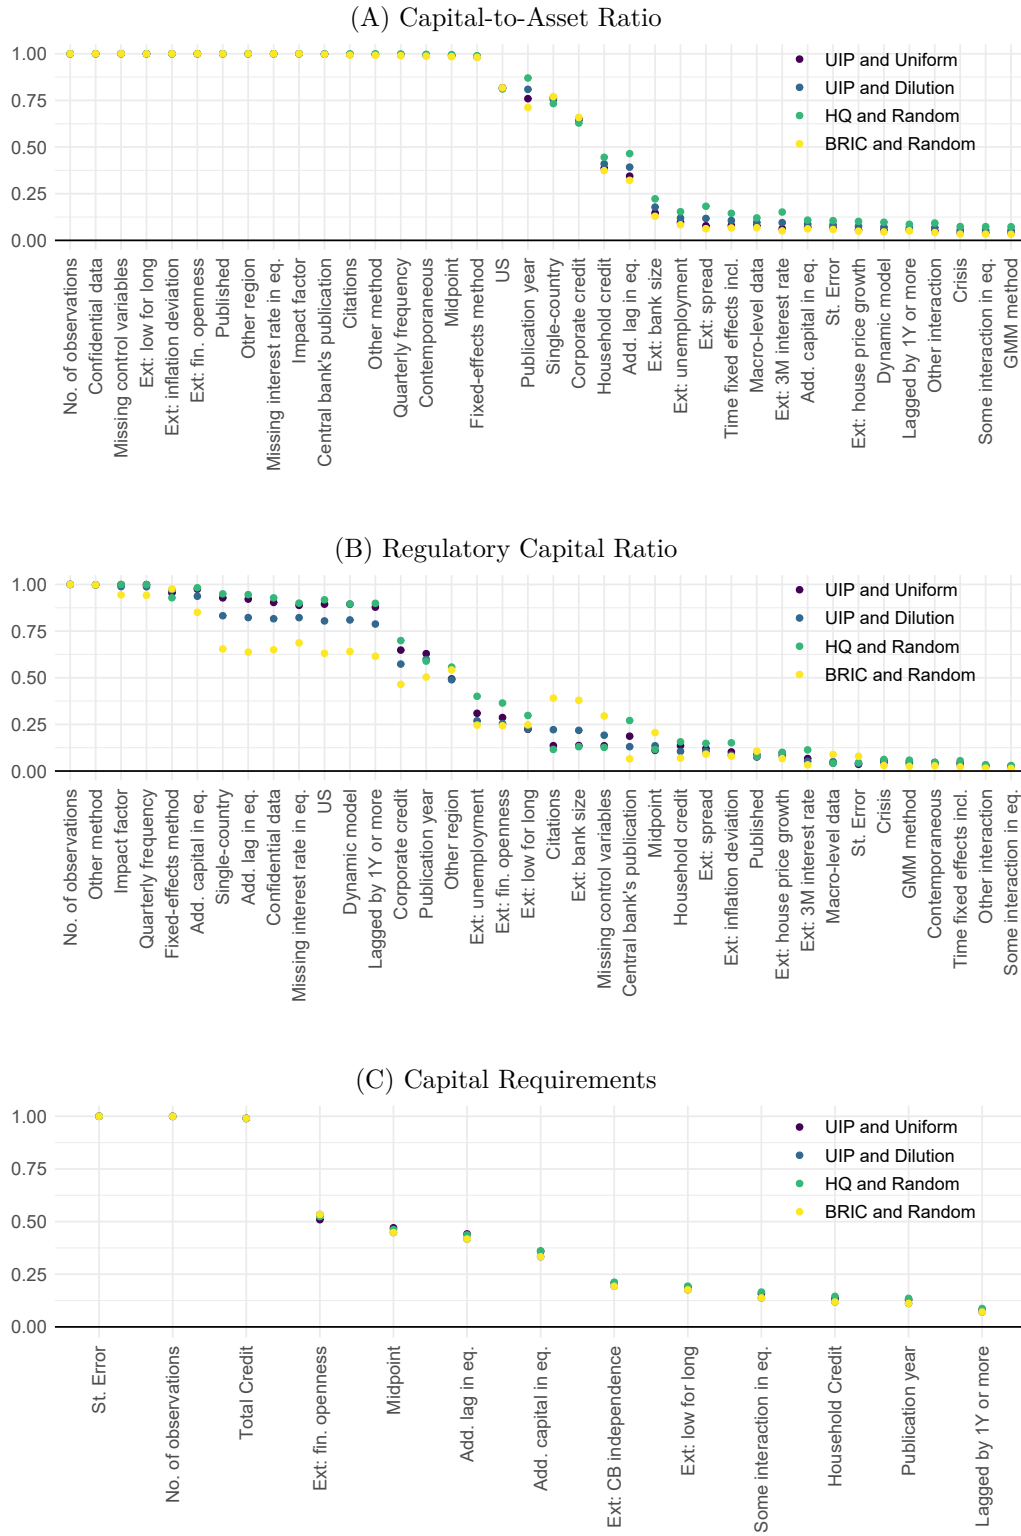 (A) Capital-to-Asset Ratio
1.00
0.75
0.50
0.25
0.00
UIP and Uniform
UIP and Dilution
HQ and Random
BRIC and Random
No. of observations
Confidential data
Missing control variables
Ext: low for long
Ext: inflation deviation
Ext: fin. openness
Published
Other region
Missing interest rate in eq.
Impact factor
Central bank's publication
Citations
Other method
Quarterly frequency
Contemporaneous
Midpoint
Fixed-effects method
US
Publication year
Single-country
Corporate credit
Household credit
Add. lag in eq.
Ext: bank size
Ext: unemployment
Ext: spread
Time fixed effects incl.
Macro-level data
Ext: 3M interest rate
Add. capital in eq.
St. Error
Ext: house price growth
Dynamic model
Lagged by 1Y or more
Other interaction
Crisis
Some interaction in eq.
GMM method
(B) Regulatory Capital Ratio
1.00
0.75
0.50
0.25
0.00
UIP and Uniform
UIP and Dilution
HQ and Random
BRIC and Random
No. of observations
Other method
Impact factor
Quarterly frequency
Fixed-effects method
Add. capital in eq.
Single-country
Add. lag in eq.
Confidential data
Missing interest rate in eq.
US
Dynamic model
Lagged by 1Y or more
Corporate credit
Publication year
Other region
Ext: unemployment
Ext: fin. openness
Ext: low for long
Citations
Ext: bank size
Missing control variables
Central bank's publication
Midpoint
Household credit
Ext: spread
Ext: inflation deviation
Published
Ext: house price growth
Ext: 3M interest rate
Macro-level data
St. Error
Crisis
GMM method
Contemporaneous
Time fixed effects incl.
Other interaction
Some interaction in eq.
(C) Capital Requirements
1.00
0.75
0.50
0.25
0.00
UIP and Uniform
UIP and Dilution
HQ and Random
BRIC and Random
St. Error
No. of observations
Total Credit
Ext: fin. openness
Midpoint
Add. lag in eq.
Add. capital in eq.
Ext: CB independence
Ext: low for long
Some interaction in eq.
Household Credit
Publication year
Lagged by 1Y or more